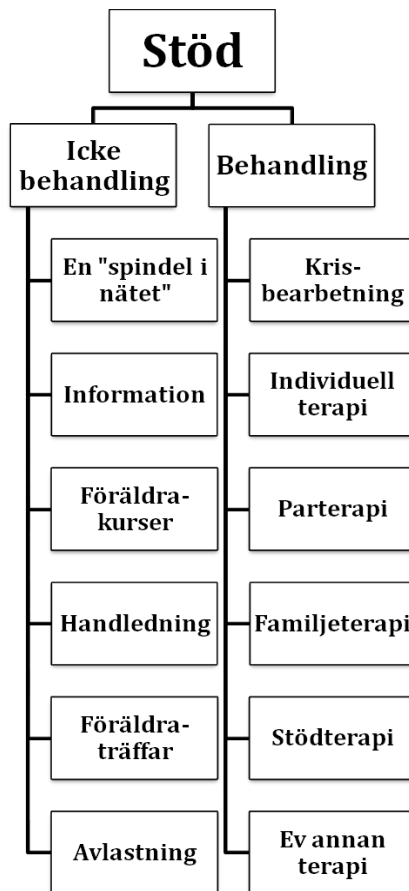 Stöd
Icke
behandling
Behandling
En "spindel i
nätet"
Information
Föräldra-
kurser
Handledning
Föräldra-
träffar
Avlastning
Kris-
bearbetning
Individuell
terapi
Parterapi
Familjeterapi
Stödterapi
Ev annan
terapi